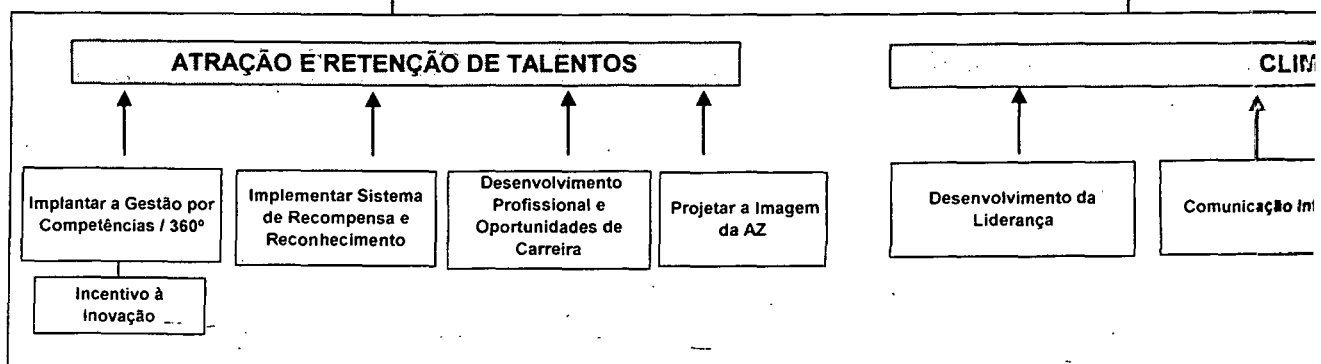 ATRAÇÃO E RETENÇÃO DE TALENTOS
Implantar a Gestão por
Competências / 360º
Incentivo à
Inovação
Implementar Sistema
de Recompensa e
Reconhecimento
Desenvolvimento
Profissional e
Oportunidades de
Carreira
Projetar a Imagem
da AZ
Desenvolvimento da
Liderança
Comunicação